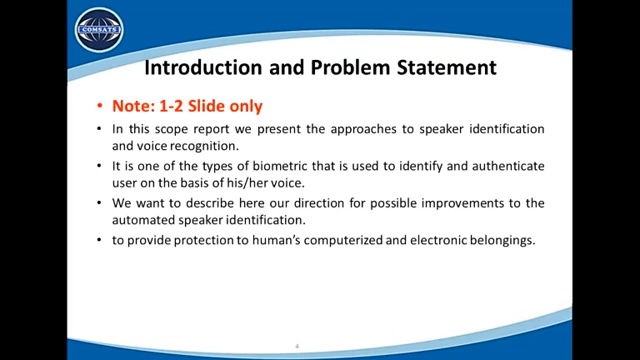 COMSATS
Introduction and Problem Statement
• Note: 1-2 Slide only
• In this scope report we present the approaches to speaker identification
and voice recognition.
• It is one of the types of biometric that is used to identify and authenticate
user on the basis of his/her voice.
• We want to describe here our direction for possible improvements to the
automated speaker identification.
• to provide protection to human's computerized and electronic belongings.
4